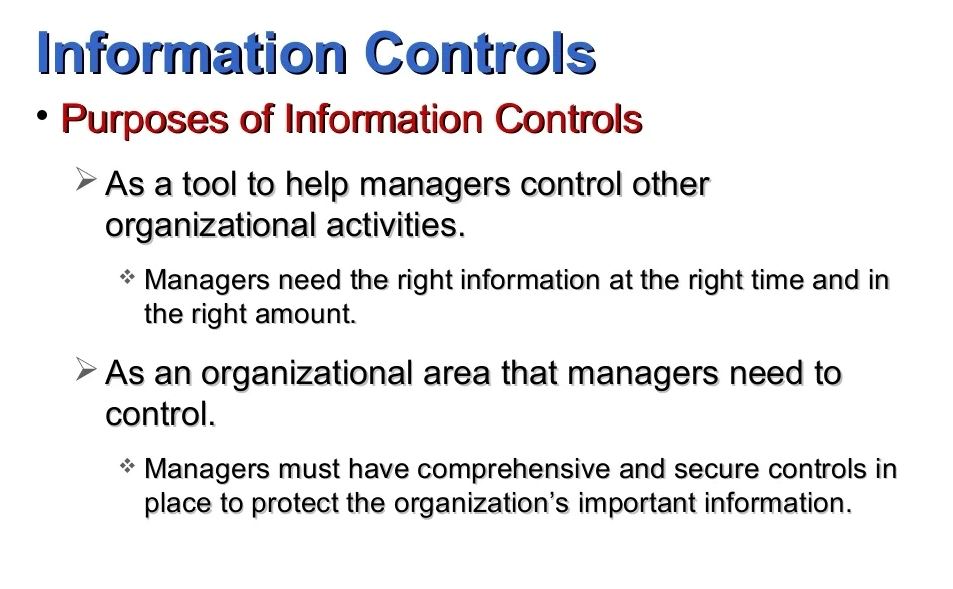 Information Controls
• Purposes of Information Controls
➢ As a tool to help managers control other
organizational activities.
❖ Managers need the right information at the right time and in
the right amount.
➢ As an organizational area that managers need to
control.
❖ Managers must have comprehensive and secure controls in
place to protect the organization’s important information.